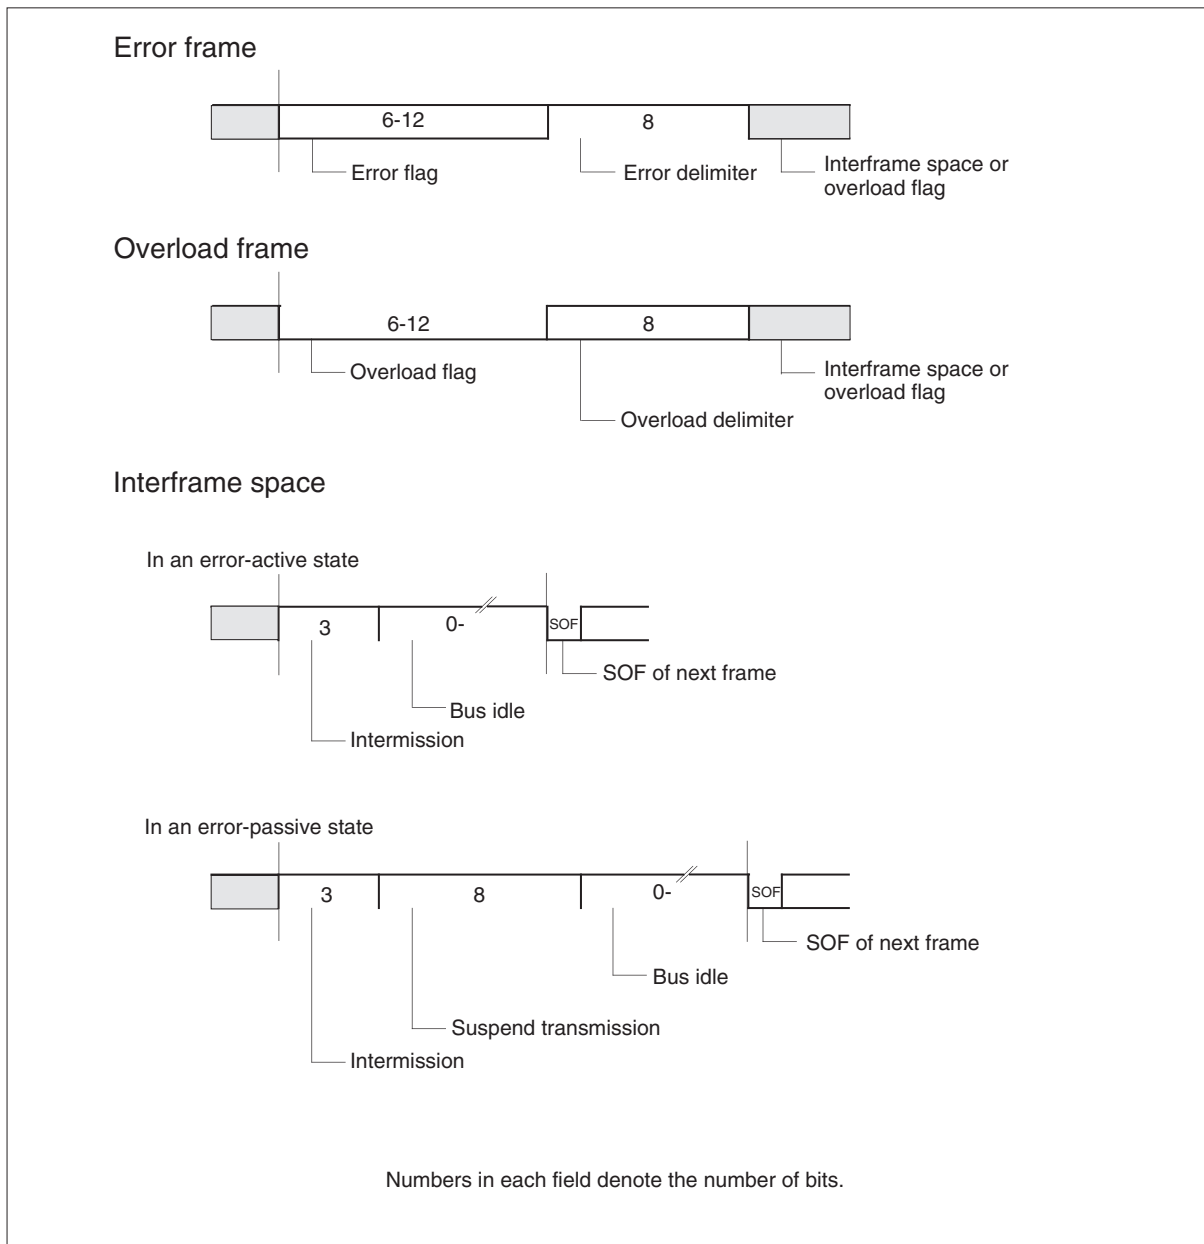 Error frame
6-12
8
Error flag
Error delimiter
Interframe space or
overload flag
Overload frame
6-12
8
Overload flag
Interframe space or
overload flag
Overload delimiter
Interframe space
In an error-active state
3
0-
SOF
SOF of next frame
Bus idle
Intermission
In an error-passive state
3
8
0-
SOF
SOF of next frame
Bus idle
Suspend transmission
Intermission
Numbers in each field denote the number of bits.